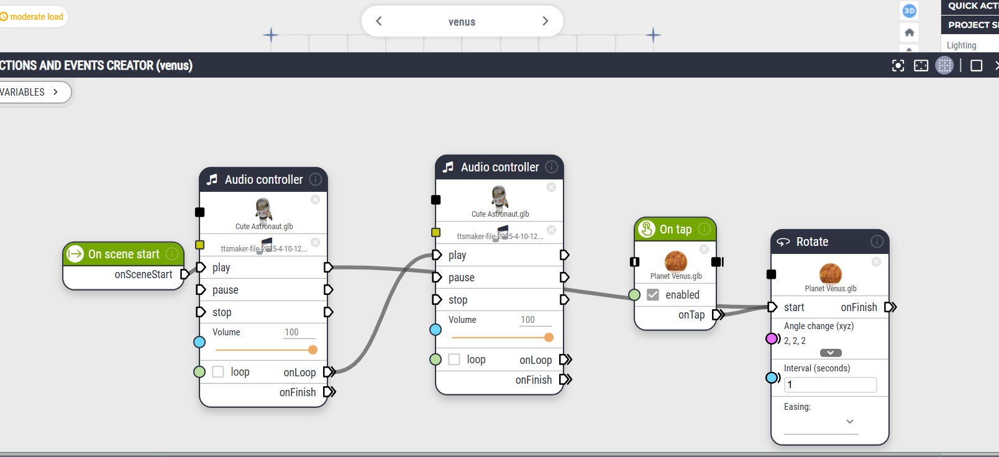 moderate load
venus
3D
QUICK ACT
PROJECT S
Lighting
CTIONS AND EVENTS CREATOR (venus)
VARIABLES
On scene start
onSceneStart
Audio controller
Cute Astronaut.glb
ttsmaker-file-2025-4-10-12...
play
pause
stop
Volume 100
loop onLoop
onFinish
Audio controller
Cute Astronaut.glb
ttsmaker-file-2025-4-10-12...
play
pause
stop
Volume 100
loop onLoop
onFinish
On tap
Planet Venus.glb
enabled
onTap
Rotate
Planet Venus.glb
start onFinish
Angle change (xyz)
2, 2, 2
Interval (seconds)
1
Easing: